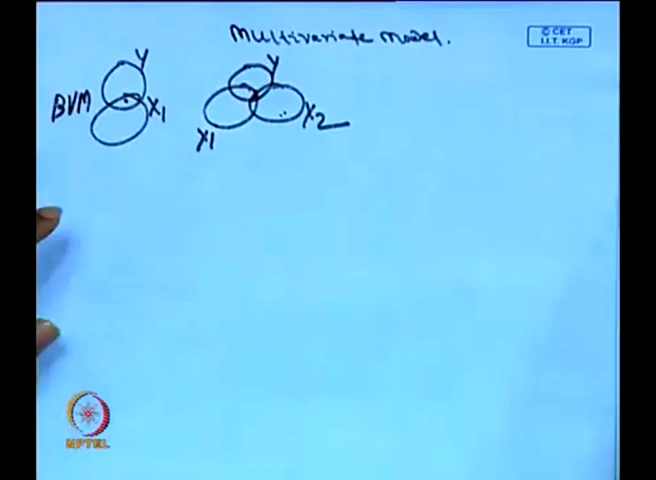 Multivariate Model.
© CET
I.I.T. KGP
Y
Y
BVM
X1
X2
X1
NPTEL